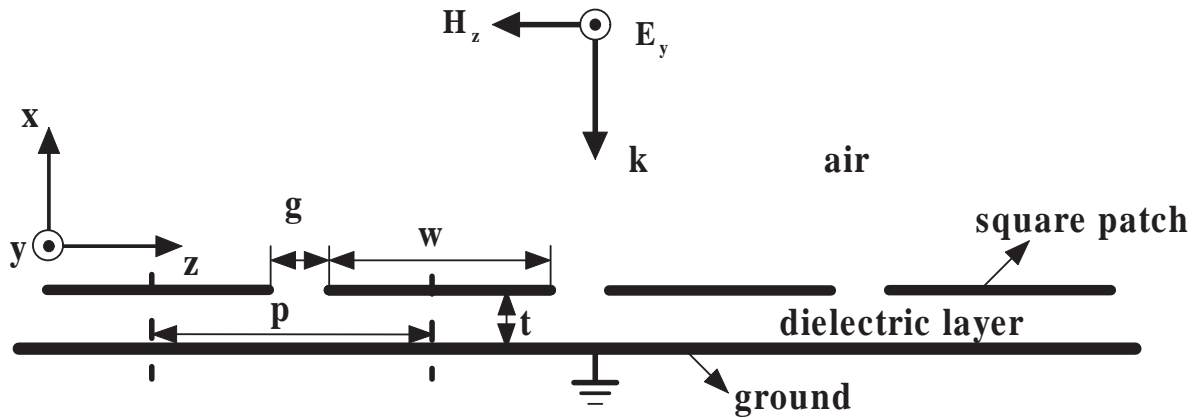 H_z
E_y
x
k
air
g
w
square patch
y
z
p
t
dielectric layer
ground